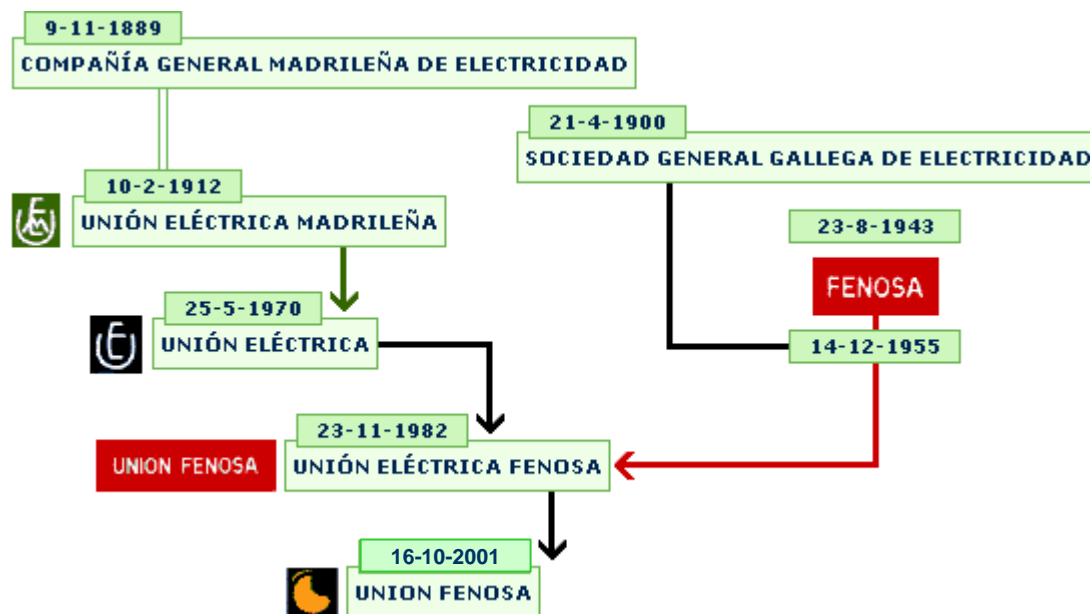 9-11-1889
COMPAÑÍA GENERAL MADRILEÑA DE ELECTRICIDAD
21-4-1900
SOCIEDAD GENERAL GALLEGA DE ELECTRICIDAD
10-2-1912
UNIÓN ELÉCTRICA MADRILEÑA
23-8-1943
FENOSA
25-5-1970
UNIÓN ELÉCTRICA
14-12-1955
23-11-1982
UNION FENOSA
UNIÓN ELÉCTRICA FENOSA
16-10-2001
UNION FENOSA